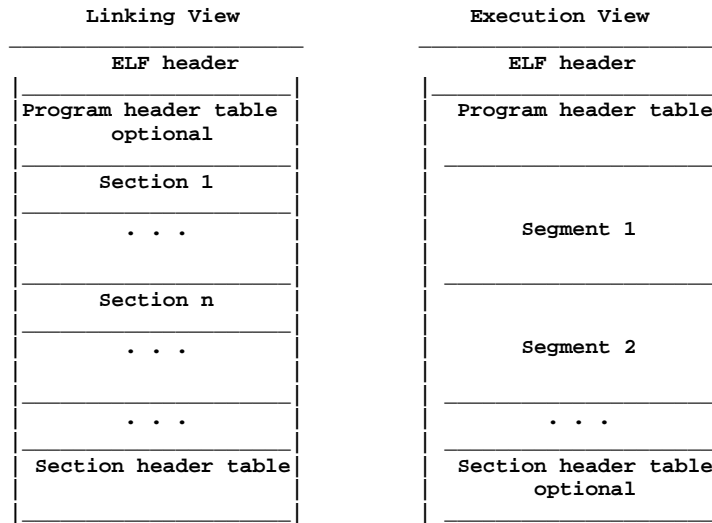 Linking View
ELF header
Program header table
optional
Section 1
. . .
Section n
. . .
. . .
Section header table
Execution View
ELF header
Program header table
Segment 1
Segment 2
. . .
Section header table
optional